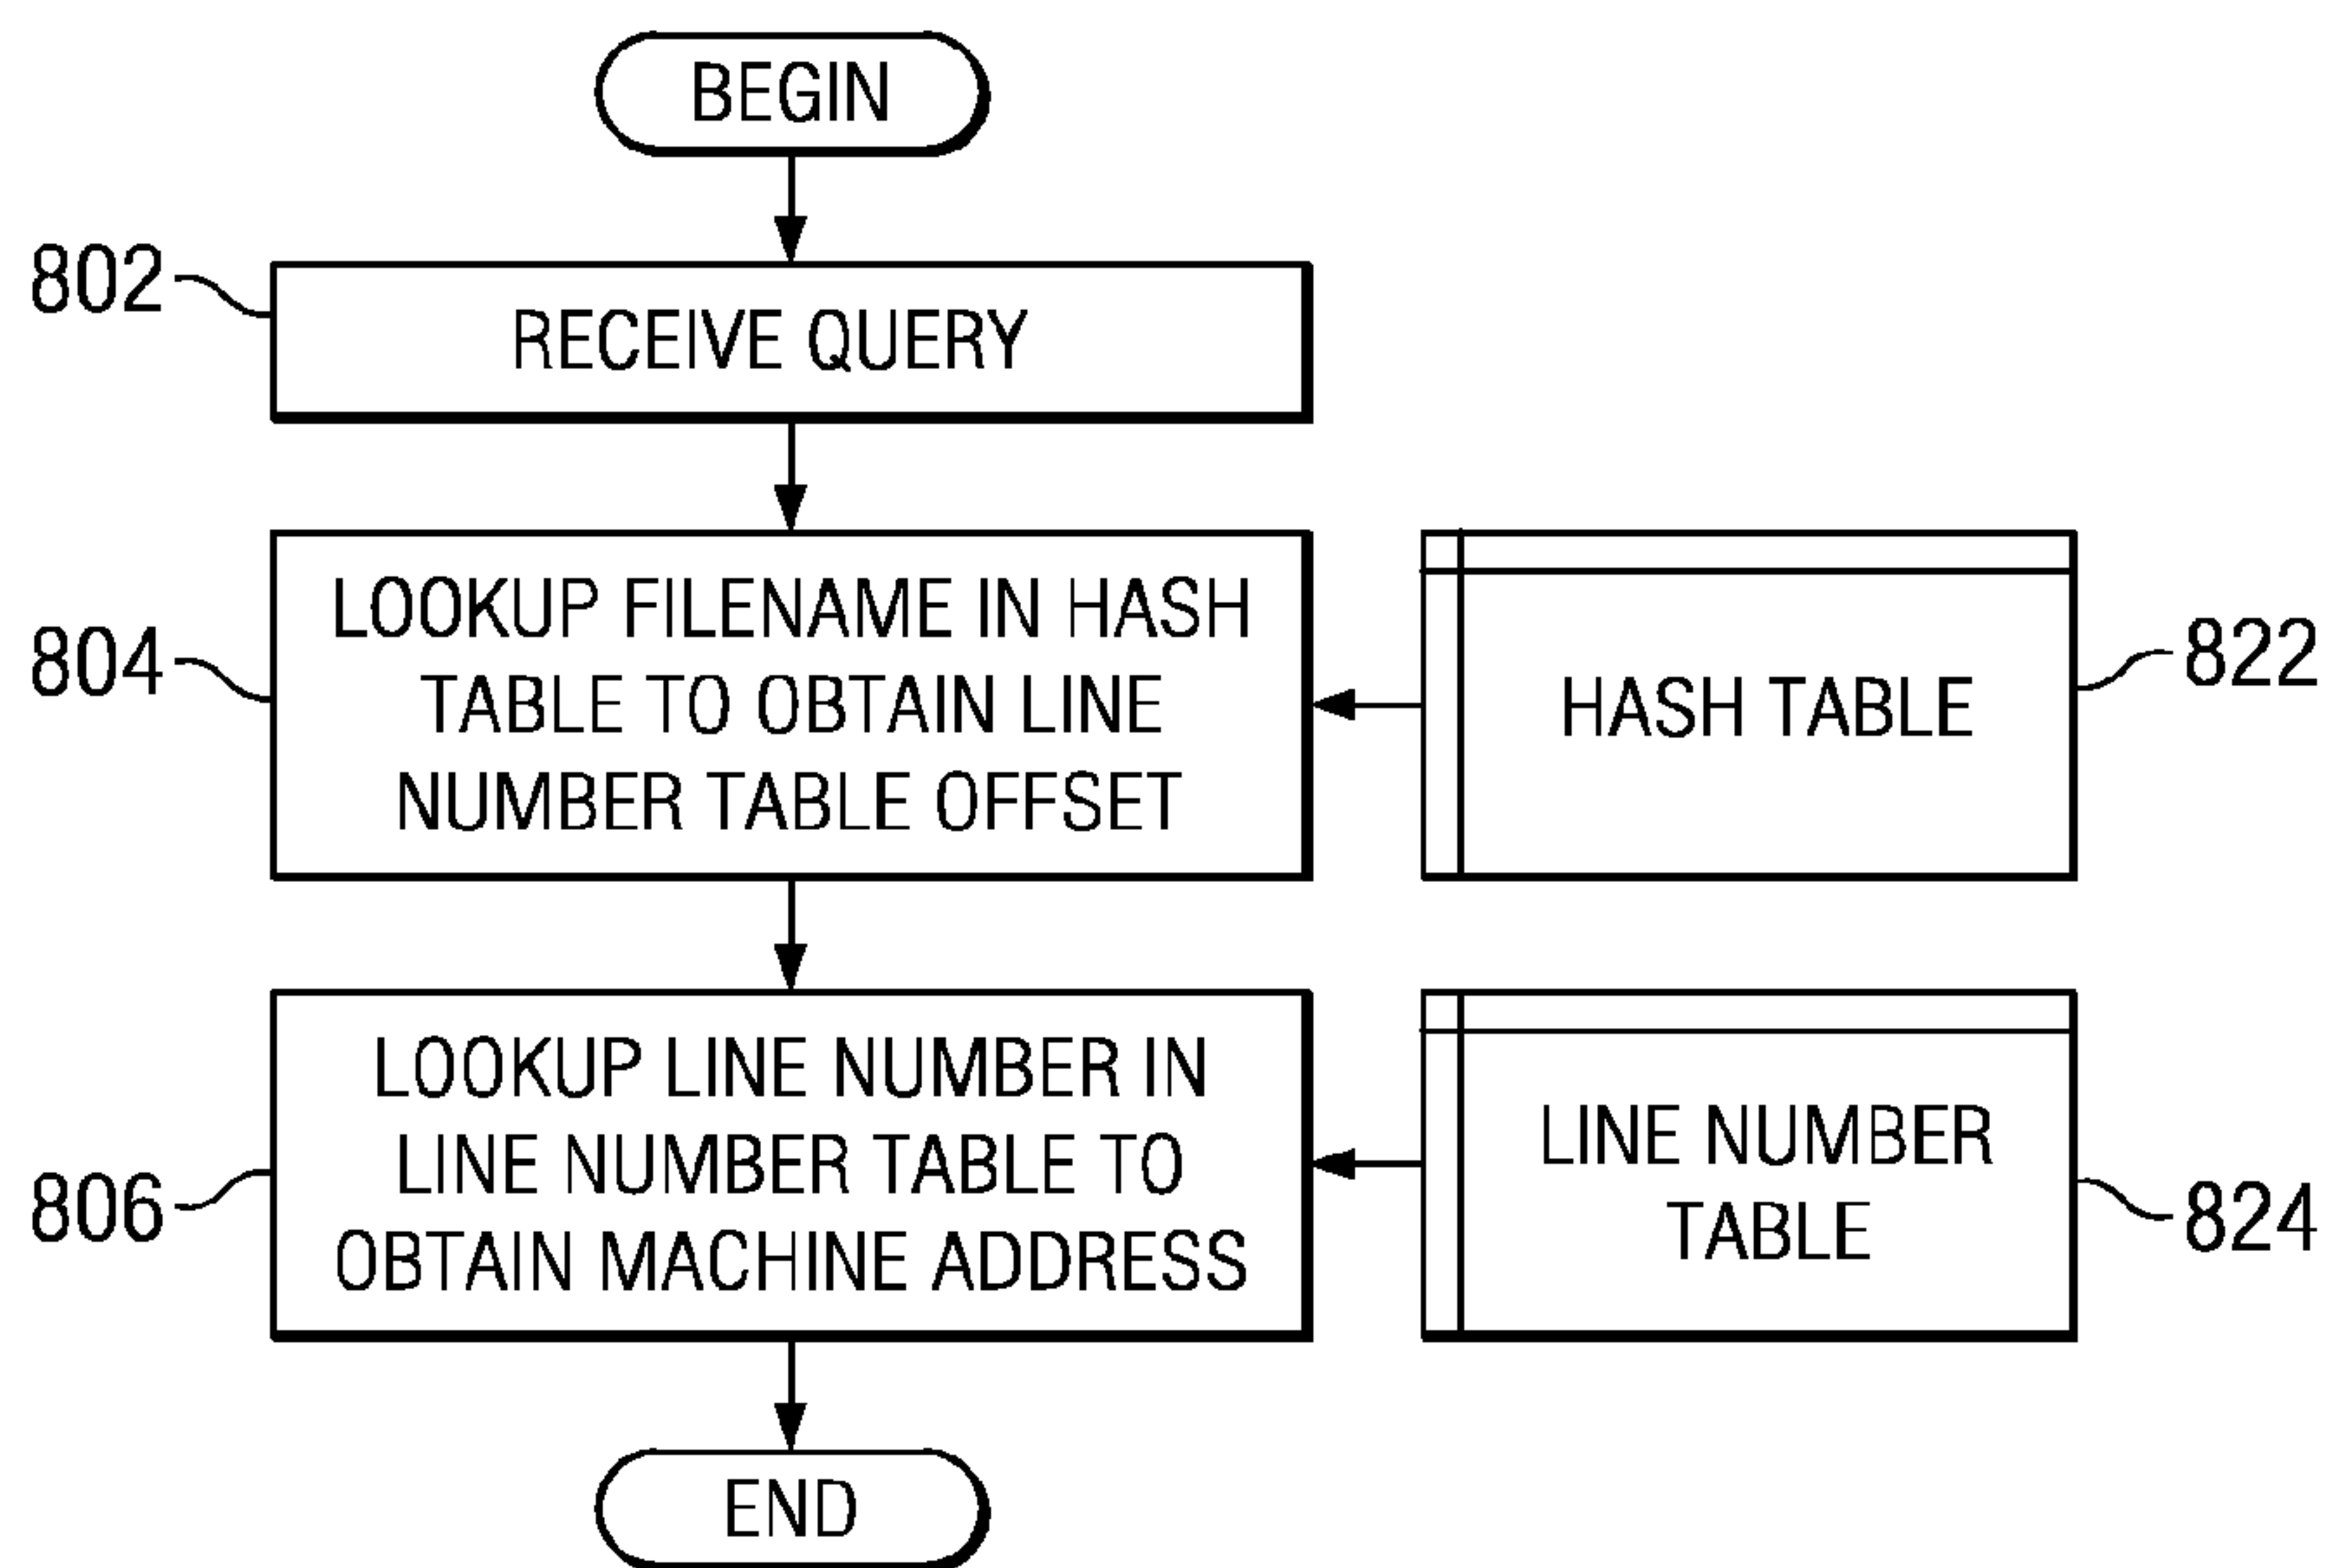 BEGIN
802
RECEIVE QUERY
804
LOOKUP FILENAME IN HASH
TABLE TO OBTAIN LINE
NUMBER TABLE OFFSET
HASH TABLE
822
806
LOOKUP LINE NUMBER IN
LINE NUMBER TABLE TO
OBTAIN MACHINE ADDRESS
LINE NUMBER
TABLE
824
END